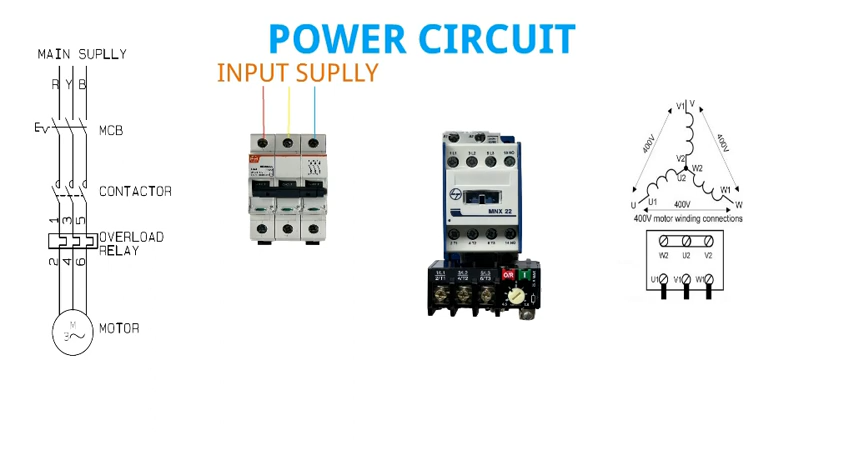 POWER CIRCUIT
MAIN SUPLLY
INPUT SUPLLY
R Y B
MCB
CONTACTOR
1 3 5
OVERLOAD
RELAY
2 4 6
M
3~
MOTOR
MNX 22
O/R
400V
400V
V1 V
V2
W2
U2
U U1
W1 W
400V
400V motor winding connections
W2 U2 V2
U1 V1 W1